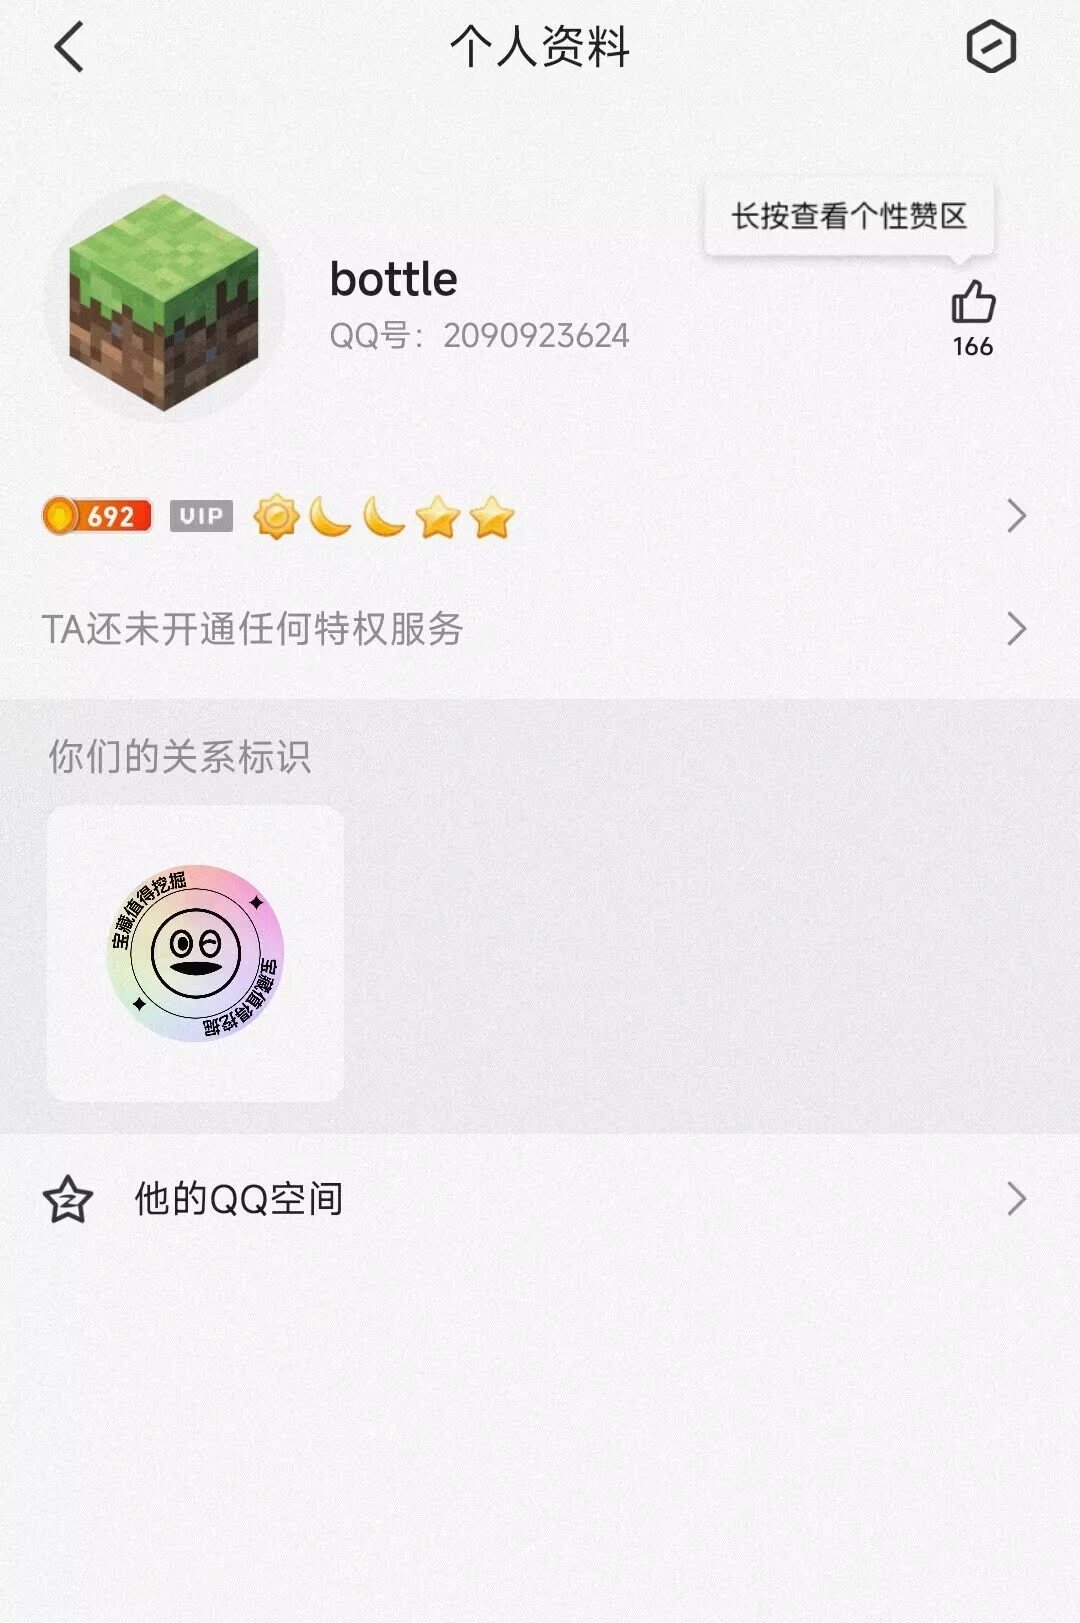 个人资料
长按查看个性赞区
bottle
QQ号：2090923624
166
692
VIP
TA还未开通任何特权服务
你们的关系标识
宝藏值得挖掘
宝藏值得挖掘
他的QQ空间